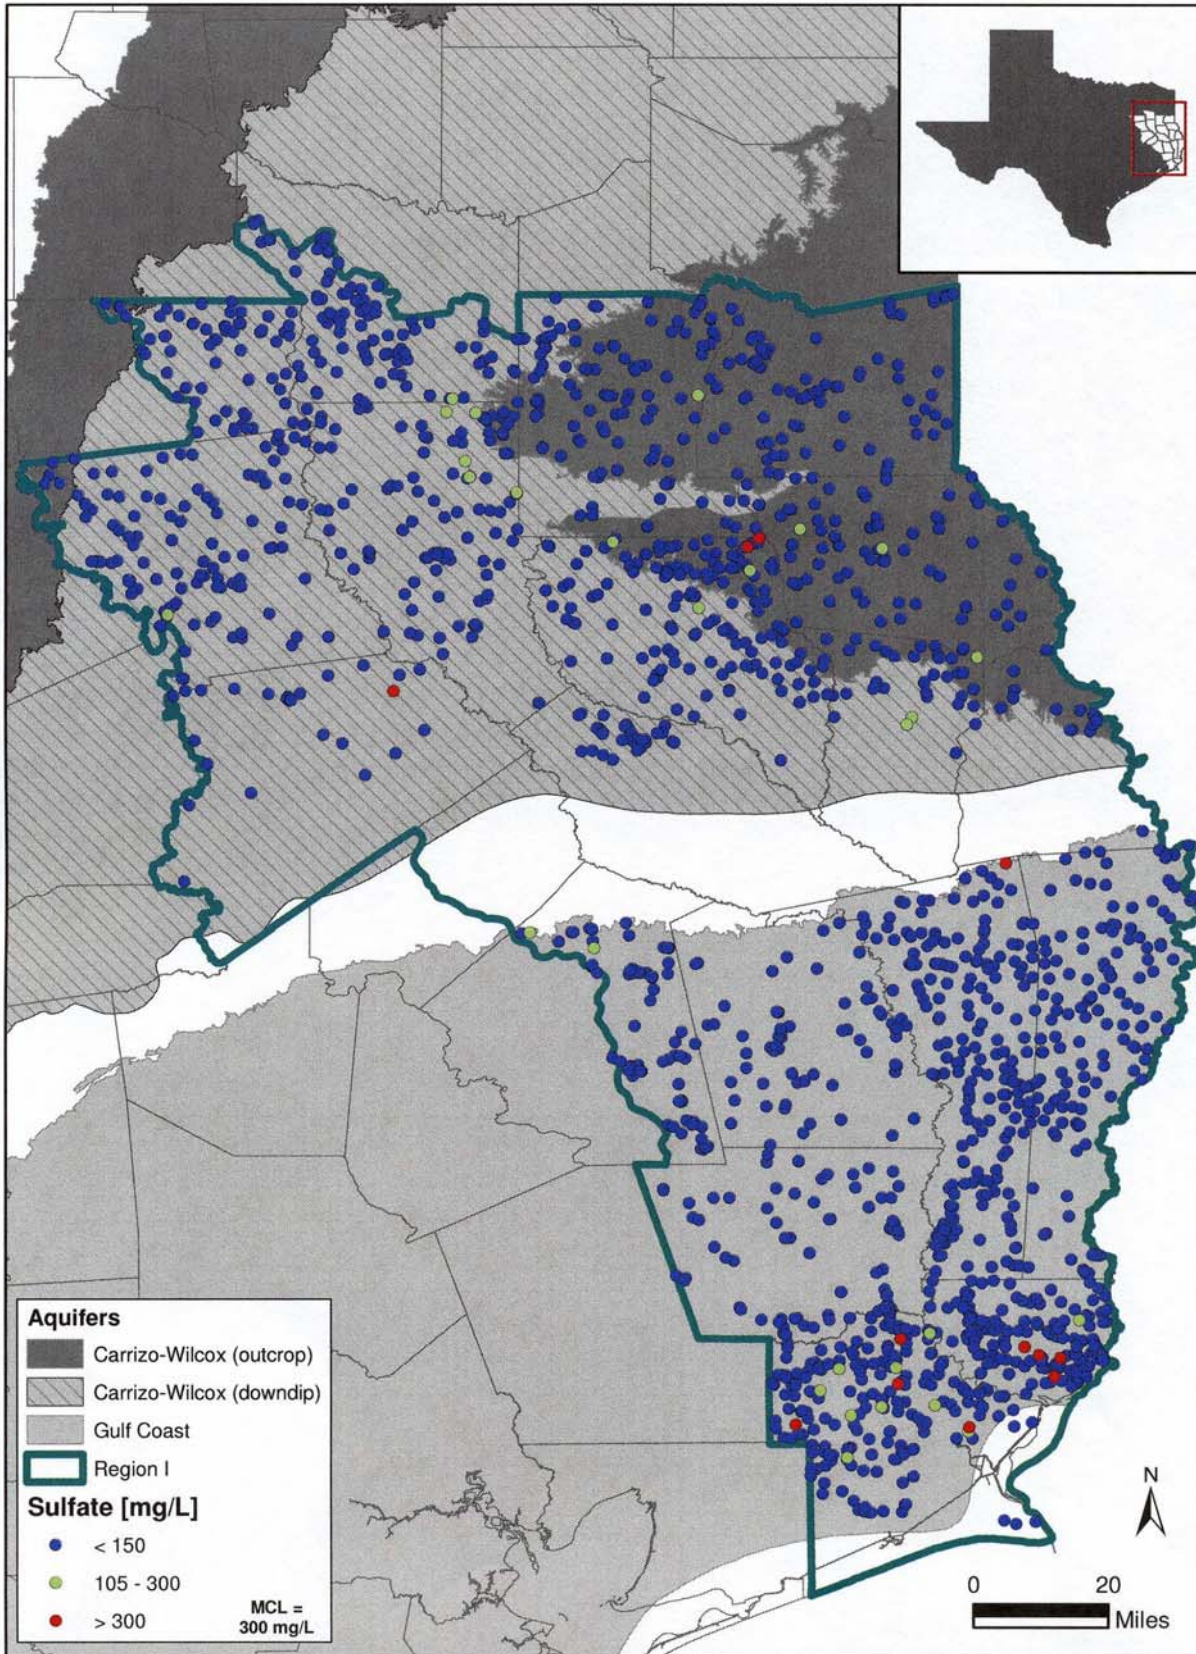 Aquifers
Carrizo-Wilcox (outcrop)
Carrizo-Wilcox (downdip)
Gulf Coast
Region I
Sulfate [mg/L]
< 150
105 - 300
> 300
MCL =
300 mg/L
N
0 20
Miles